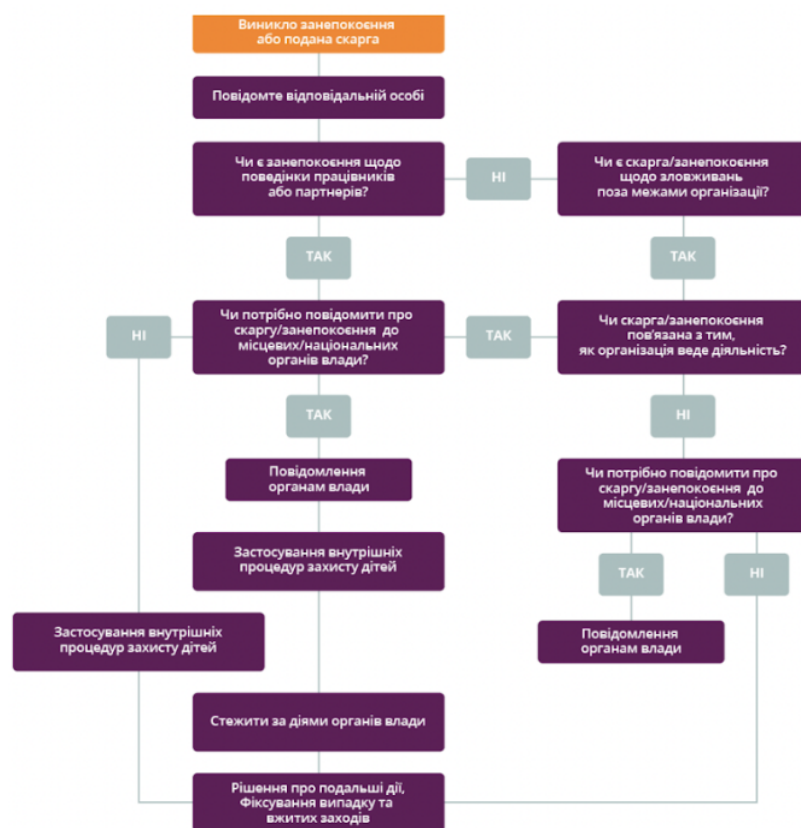 Виникло занепокоєння
або подана скарга
Повідомте відповідальній особі
Чи є занепокоєння щодо
поведінки працівників
або партнерів?
НІ
Чи є скарга/занепокоєння
щодо зловживань
поза межами організації?
ТАК
ТАК
НІ
Чи потрібно повідомити про
скаргу/занепокоєння до
місцевих/національних
органів влади?
ТАК
Чи скарга/занепокоєння
пов’язана з тим,
як організація веде діяльність?
ТАК
НІ
Повідомлення
органам влади
Чи потрібно повідомити про
скаргу/занепокоєння до
місцевих/національних
органів влади?
Застосування внутрішніх
процедур захисту дітей
ТАК
НІ
Застосування внутрішніх
процедур захисту дітей
Повідомлення
органам влади
Стежити за діями органів влади
Рішення про подальші дії,
Фіксування випадку та
вжитих заходів